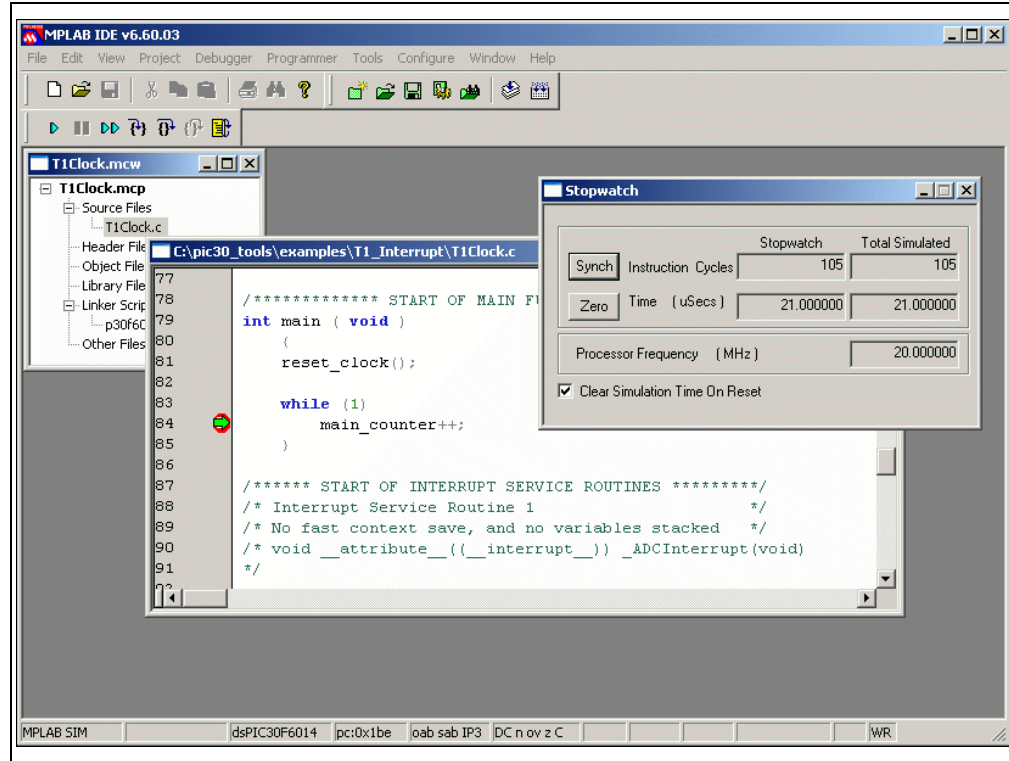 MPLAB IDE v6.60.03
File Edit View Project Debugger Programmer Tools Configure Window Help
T1Clock.mcw
T1Clock.mcp
Source Files
T1Clock.c
Header File
Object File
Library File
Linker Scrip
p30f60
Other Files
C:\pic30_tools\examples\T1_Interrupt\T1Clock.c
77
78 /************* START OF MAIN FU
79 int main ( void )
80 {
81 reset_clock();
82
83 while (1)
84 main_counter++;
85 }
86
87 /****** START OF INTERRUPT SERVICE ROUTINES *********/
88 /* Interrupt Service Routine 1 */
89 /* No fast context save, and no variables stacked */
90 /* void __attribute__((__interrupt__)) _ADCInterrupt(void)
91 */
92
Stopwatch
Stopwatch Total Simulated
Synch Instruction Cycles 105 105
Zero Time (uSecs) 21.000000 21.000000
Processor Frequency (MHz) 20.000000
Clear Simulation Time On Reset
MPLAB SIM dsPIC30F6014 pc:0x1be oab sab IP3 DC n ov z C WR